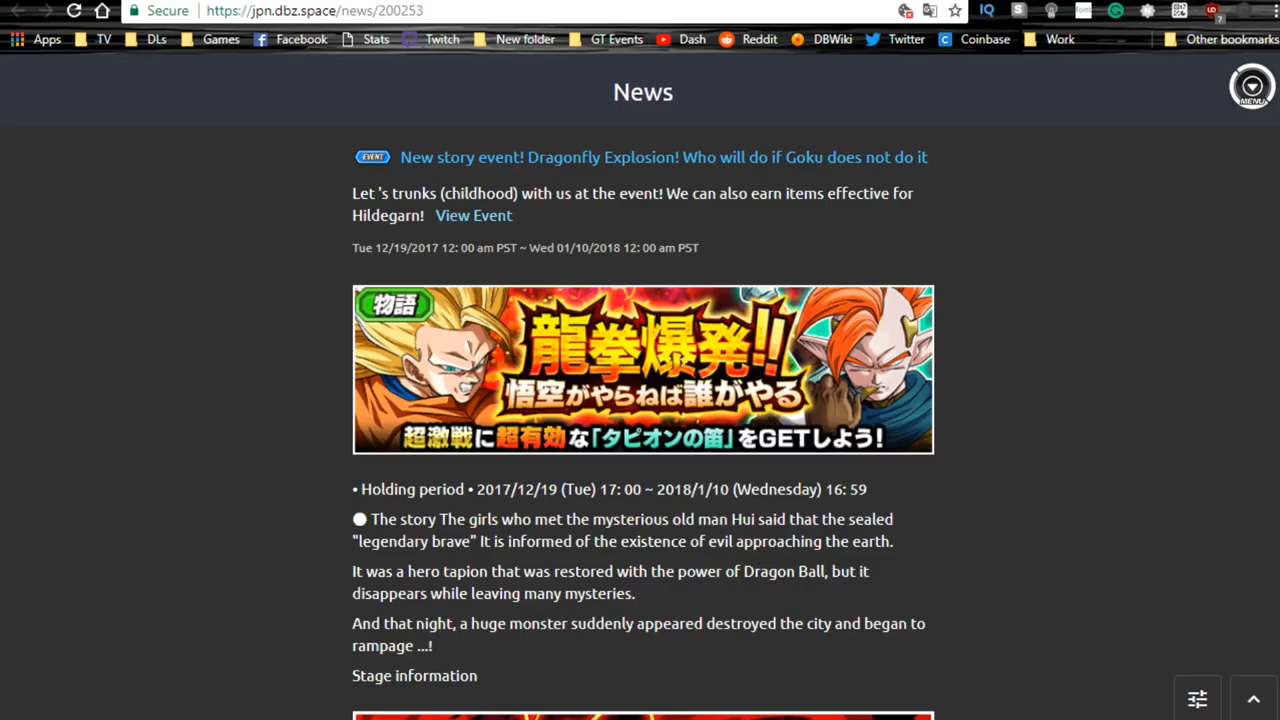 Secure https://jpn.dbz.space/news/200253
Apps TV DLs Games Facebook Stats Twitch New folder GT Events Dash Reddit DBWiki Twitter Coinbase Work Other bookmarks
News
MENU
EVENT New story event! Dragonfly Explosion! Who will do if Goku does not do it
Let 's trunks (childhood) with us at the event! We can also earn items effective for
Hildegarn! View Event
Tue 12/19/2017 12: 00 am PST ~ Wed 01/10/2018 12: 00 am PST
物語
龍拳爆発!!
悟空がやらねば誰がやる
超激戦に超有効な「タピオンの笛」をGETしよう!
• Holding period • 2017/12/19 (Tue) 17: 00 ~ 2018/1/10 (Wednesday) 16: 59
The story The girls who met the mysterious old man Hui said that the sealed
"legendary brave" It is informed of the existence of evil approaching the earth.
It was a hero tapion that was restored with the power of Dragon Ball, but it
disappears while leaving many mysteries.
And that night, a huge monster suddenly appeared destroyed the city and began to
rampage ...!
Stage information